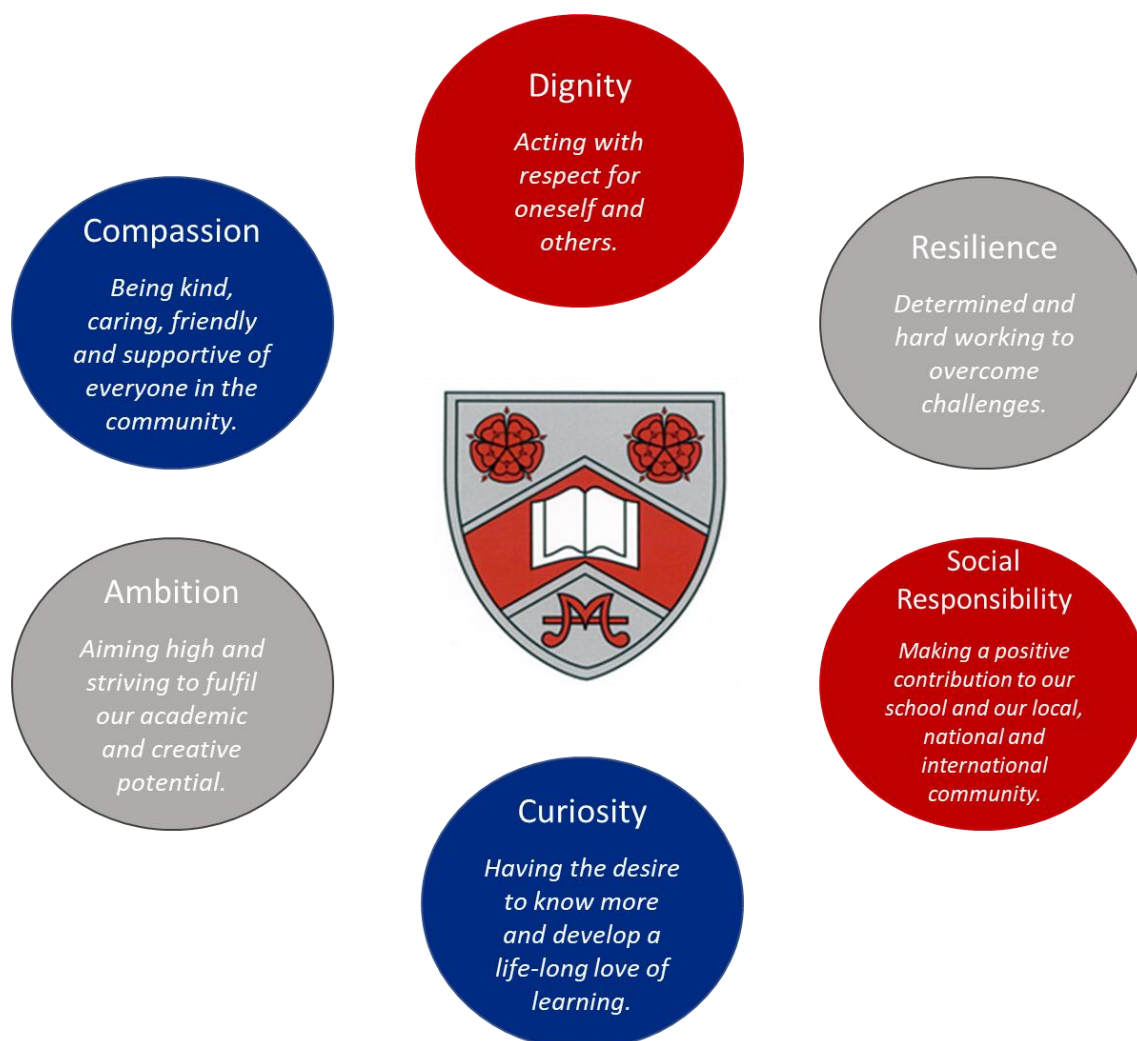 Dignity
Acting with
respect for
oneself and
others.
Compassion
Being kind,
caring, friendly
and supportive of
everyone in the
community.
Resilience
Determined and
hard working to
overcome
challenges.
Ambition
Aiming high and
striving to fulfil
our academic
and creative
potential.
Social
Responsibility
Making a positive
contribution to our
school and our local,
national and
international
community.
Curiosity
Having the desire
to know more
and develop a
life-long love of
learning.
M